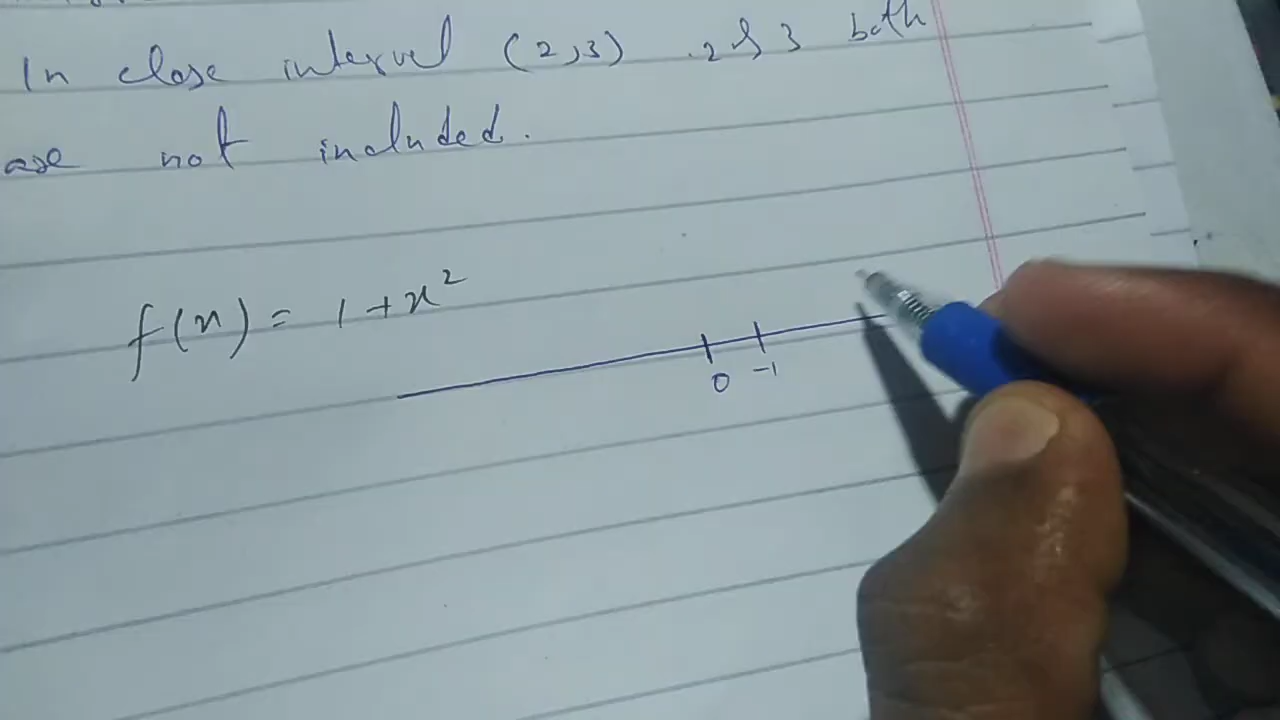 In close interval (2,3) 2 & 3 both
are not included.
f(x) = 1 + x²
0 -1